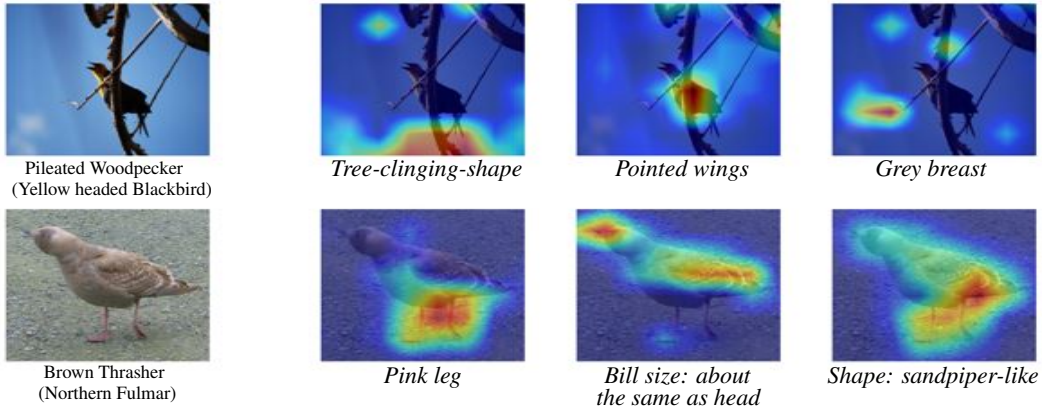 Pileated Woodpecker
(Yellow headed Blackbird)
Tree-clinging-shape
Pointed wings
Grey breast
Brown Thrasher
(Northern Fulmar)
Pink leg
Bill size: about
the same as head
Shape: sandpiper-like